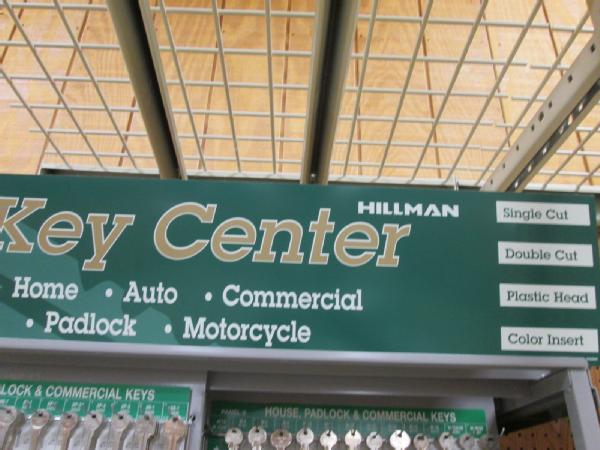 Key Center
HILLMAN
• Home • Auto • Commercial
• Padlock • Motorcycle
Single Cut
Double Cut
Plastic Head
Color Insert
LOCK & COMMERCIAL KEYS
HOUSE, PADLOCK & COMMERCIAL KEYS